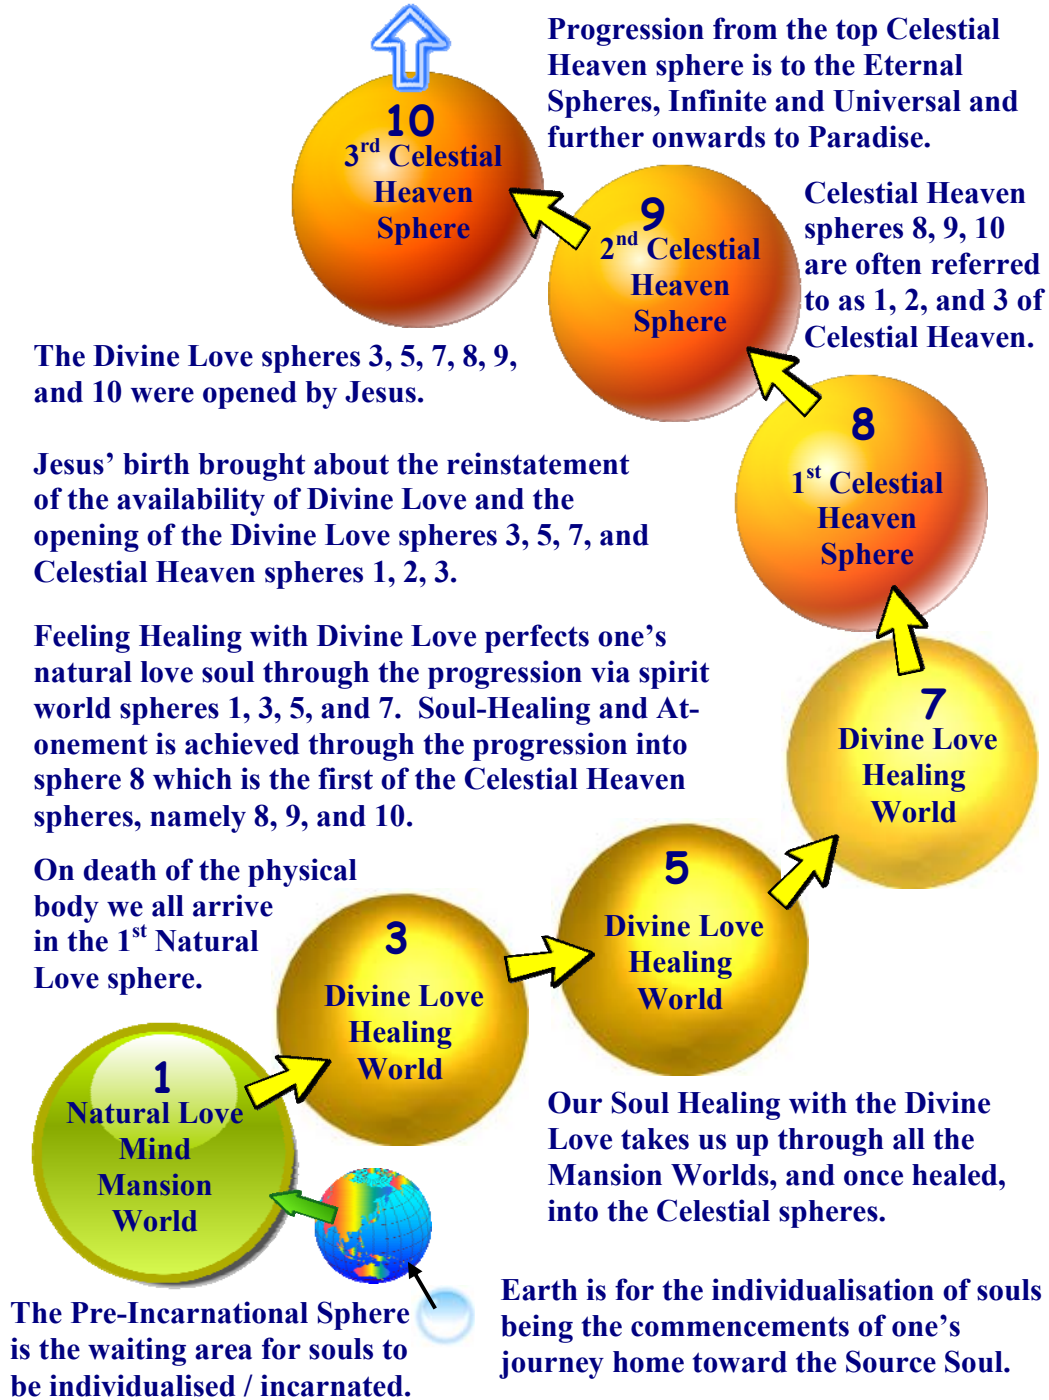 Progression from the top Celestial
Heaven sphere is to the Eternal
Spheres, Infinite and Universal and
further onwards to Paradise.
10
3rd Celestial
Heaven
Sphere
9
2nd Celestial
Heaven
Sphere
Celestial Heaven
spheres 8, 9, 10
are often referred
to as 1, 2, and 3 of
Celestial Heaven.
The Divine Love spheres 3, 5, 7, 8, 9,
and 10 were opened by Jesus.
8
1st Celestial
Heaven
Sphere
Jesus’ birth brought about the reinstatement
of the availability of Divine Love and the
opening of the Divine Love spheres 3, 5, 7, and
Celestial Heaven spheres 1, 2, 3.
Feeling Healing with Divine Love perfects one’s
natural love soul through the progression via spirit
world spheres 1, 3, 5, and 7.  Soul-Healing and At-
onement is achieved through the progression into
sphere 8 which is the first of the Celestial Heaven
spheres, namely 8, 9, and 10.
7
Divine Love
Healing
World
On death of the physical
body we all arrive
in the 1st Natural
Love sphere.
5
Divine Love
Healing
World
3
Divine Love
Healing
World
1
Natural Love
Mind
Mansion
World
Our Soul Healing with the Divine
Love takes us up through all the
Mansion Worlds, and once healed,
into the Celestial spheres.
The Pre-Incarnational Sphere
is the waiting area for souls to
be individualised / incarnated.
Earth is for the individualisation of souls
being the commencements of one’s
journey home toward the Source Soul.